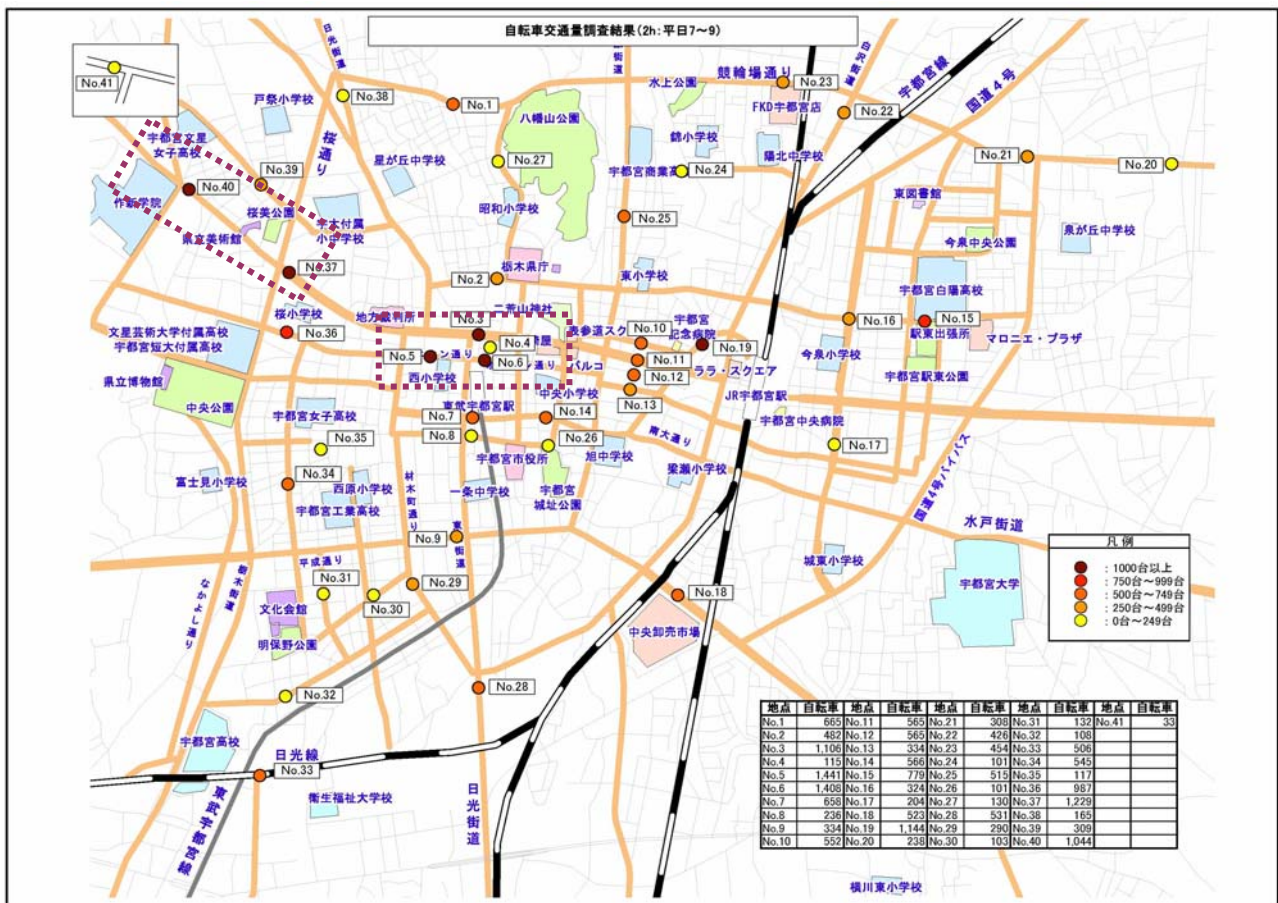 自転車交通量調査結果(2h:平日7～9)
No.41
日光街道
No.38
No.1
戸祭小学校
桜通り
宇都宮文星
女子高校
星が丘中学校
八幡山公園
No.27
街道
水上公園
競輪場通り
No.23
FKD宇都宮店
白沢街道
宇都宮線
国道4号
No.22
錦小学校
陽北中学校
宇都宮商業高
No.24
No.21
No.20
No.40
No.39
作新学院
桜美公園
県立美術館
宇大付属
小中学校
昭和小学校
No.25
東図書館
今泉中央公園
泉が丘中学校
No.37
No.2
栃木県庁
東小学校
宇都宮白陽高校
桜小学校
地方裁判所
二荒山神社
No.3
表参道スク
No.10
宇都宮
記念病院
No.16
No.15
駅東出張所
マロニエ・プラザ
文星芸術大学付属高校
宇都宮短大付属高校
No.36
No.4
No.5
ン通り
No.6
西小学校
パルコ
No.11
No.19
No.12
ララ・スクエア
今泉小学校
宇都宮駅東公園
県立博物館
中央公園
中央小学校
No.13
JR宇都宮駅
宇都宮女子高校
東武宇都宮駅
No.7
No.14
南大通り
宇都宮中央病院
No.35
No.8
No.26
No.17
宇都宮市役所
旭中学校
簗瀬小学校
国道4号バイパス
富士見小学校
No.34
西原小学校
材木町通り
一条中学校
宇都宮
城址公園
宇都宮工業高校
水戸街道
No.9
東
街道
城東小学校
宇都宮大学
平成通り
No.31
No.29
No.30
No.18
中央卸売市場
栃木街道
なかよし通り
文化会館
明保野公園
凡例
:1000台以上
:750台～999台
:500台～749台
:250台～499台
:0台～249台
No.32
No.28
宇都宮高校
日光線
No.33
衛生福祉大学校
東武宇都宮線
日光街道
横川東小学校
地点 自転車 地点 自転車 地点 自転車 地点 自転車 地点 自転車
No.1 665 No.11 565 No.21 308 No.31 132 No.41 33
No.2 482 No.12 565 No.22 426 No.32 108
No.3 1,106 No.13 334 No.23 454 No.33 506
No.4 115 No.14 566 No.24 101 No.34 545
No.5 1,441 No.15 779 No.25 515 No.35 117
No.6 1,408 No.16 324 No.26 101 No.36 987
No.7 658 No.17 204 No.27 130 No.37 1,229
No.8 236 No.18 523 No.28 531 No.38 165
No.9 334 No.19 1,144 No.29 290 No.39 309
No.10 552 No.20 238 No.30 103 No.40 1,044